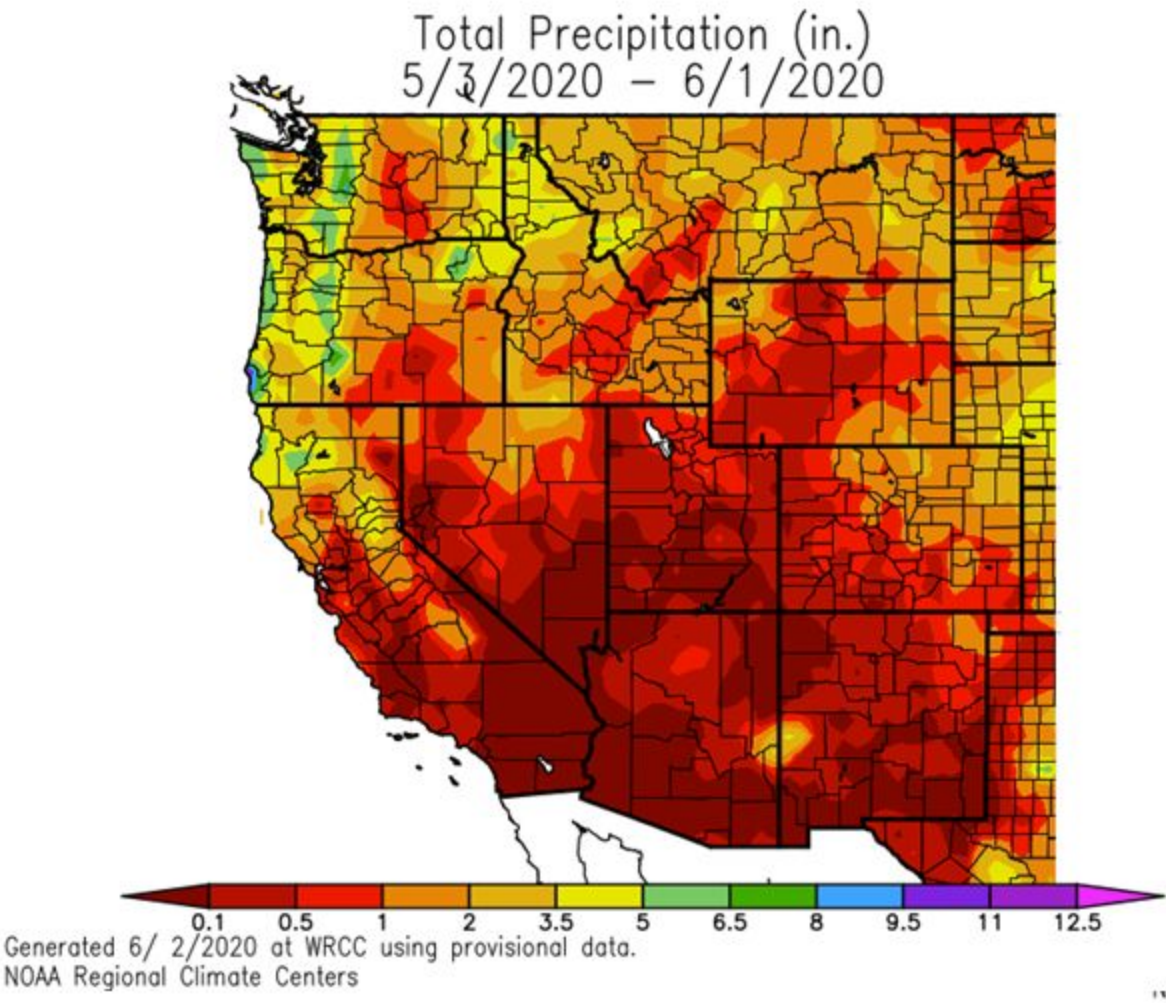 Total Precipitation (in.)
5/3/2020 – 6/1/2020
0.1 0.5 1 2 3.5 5 6.5 8 9.5 11 12.5
Generated 6/ 2/2020 at WRCC using provisional data.
NOAA Regional Climate Centers